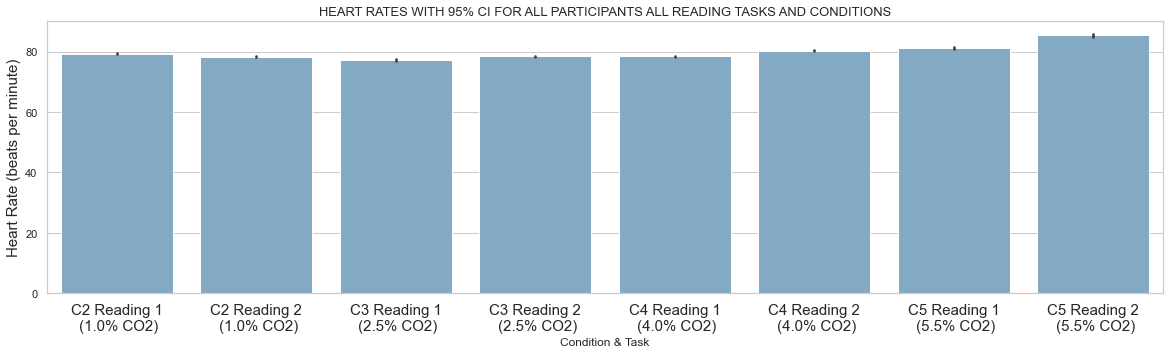 HEART RATES WITH 95% CI FOR ALL PARTICIPANTS ALL READING TASKS AND CONDITIONS
Heart Rate (beats per minute)
80
60
40
20
0
C2 Reading 1 C2 Reading 2 C3 Reading 1 C3 Reading 2 C4 Reading 1 C4 Reading 2 C5 Reading 1 C5 Reading 2
(1.0% CO2) (1.0% CO2) (2.5% CO2) (2.5% CO2) (4.0% CO2) (4.0% CO2) (5.5% CO2) (5.5% CO2)
Condition & Task